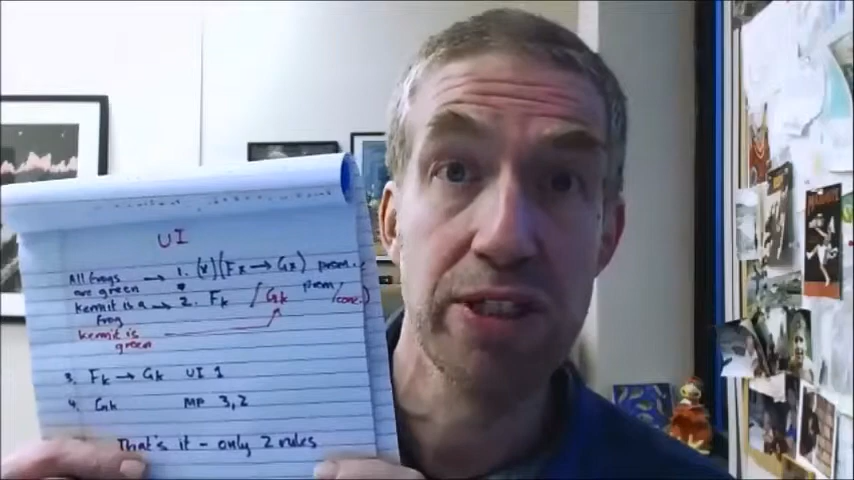 UI
All frogs → 1. (x)(Fx → Gx) prem.
are green
Kermit is a → 2. Fk / Gk prem/conc.
frog
Kermit is
green
3. Fk → Gk UI 1
4. Gk MP 3,2
That's it - only 2 rules